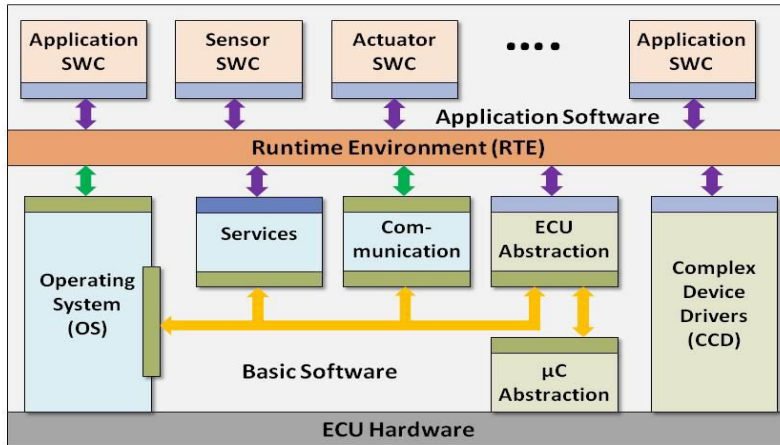 Application
SWC
Sensor
SWC
Actuator
SWC
....
Application
SWC
Application Software
Runtime Environment (RTE)
Operating
System
(OS)
Services
Com-
munication
ECU
Abstraction
Complex
Device
Drivers
(CCD)
Basic Software
µC
Abstraction
ECU Hardware